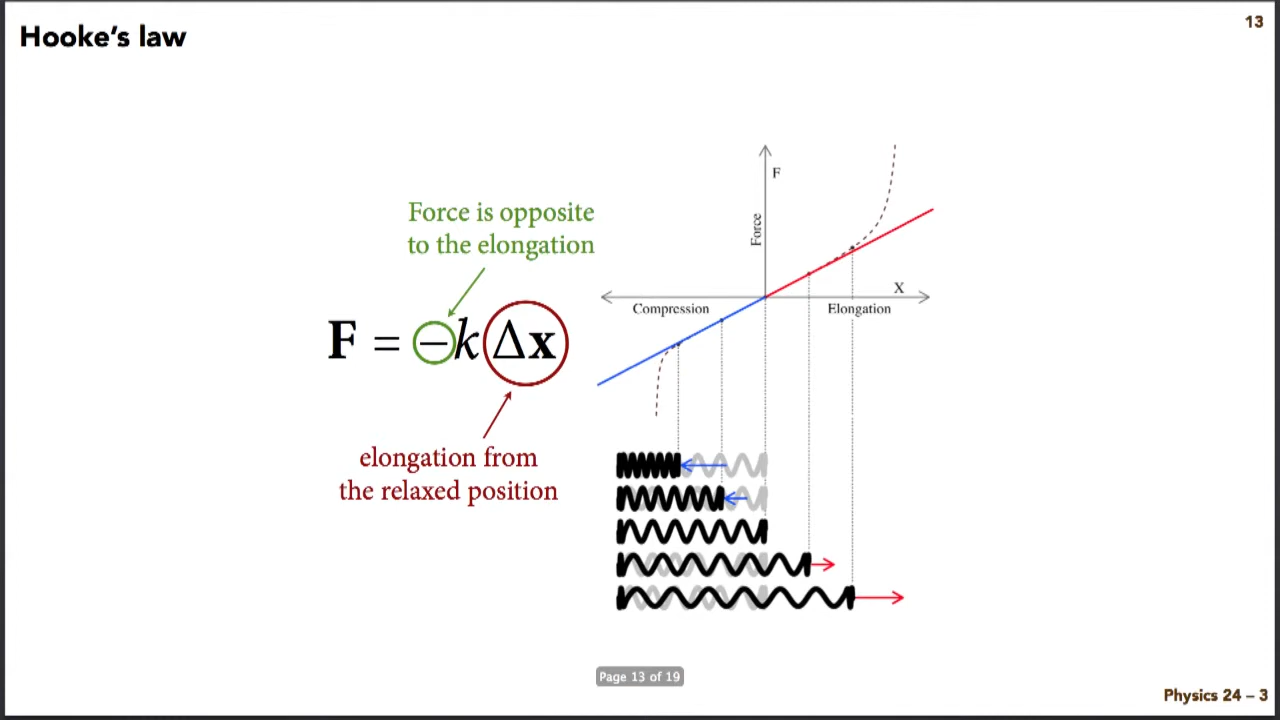 Hooke's law
13
Force is opposite
to the elongation
F = −kΔx
elongation from
the relaxed position
F
Force
X
Compression
Elongation
Page 13 of 19
Physics 24 – 3